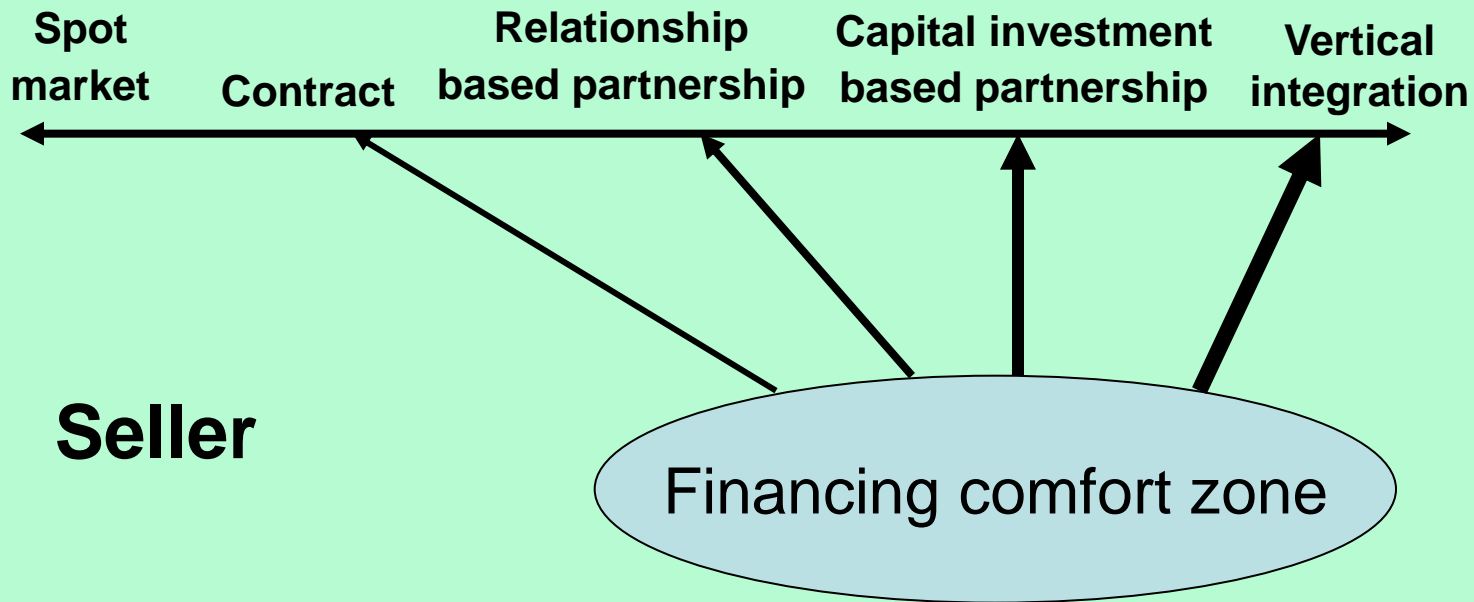 Spot
market
Contract
Relationship
based partnership
Capital investment
based partnership
Vertical
integration
Seller
Financing comfort zone